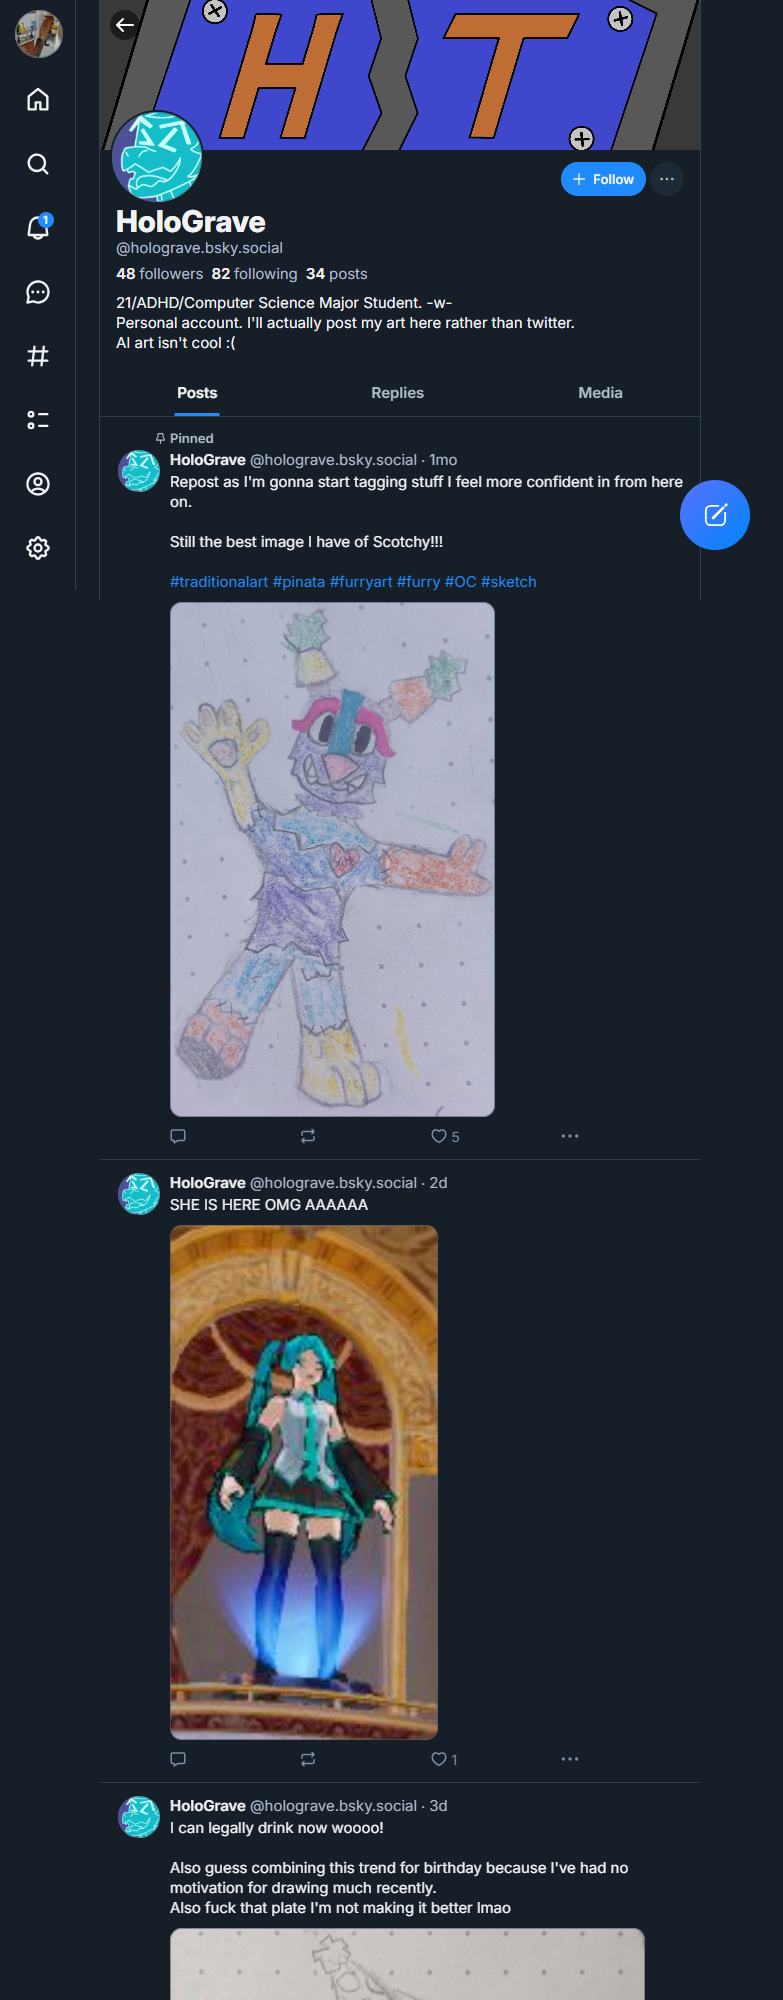 H T
1
+ Follow
HoloGrave
@holograve.bsky.social
48 followers 82 following 34 posts
21/ADHD/Computer Science Major Student. -w-
Personal account. I'll actually post my art here rather than twitter.
AI art isn't cool :(
Posts Replies Media
Pinned
HoloGrave @holograve.bsky.social · 1mo
Repost as I'm gonna start tagging stuff I feel more confident in from here
on.
Still the best image I have of Scotchy!!!
#traditionalart #pinata #furryart #furry #OC #sketch
5
HoloGrave @holograve.bsky.social · 2d
SHE IS HERE OMG AAAAAA
1
HoloGrave @holograve.bsky.social · 3d
I can legally drink now woooo!
Also guess combining this trend for birthday because I've had no
motivation for drawing much recently.
Also fuck that plate I'm not making it better lmao